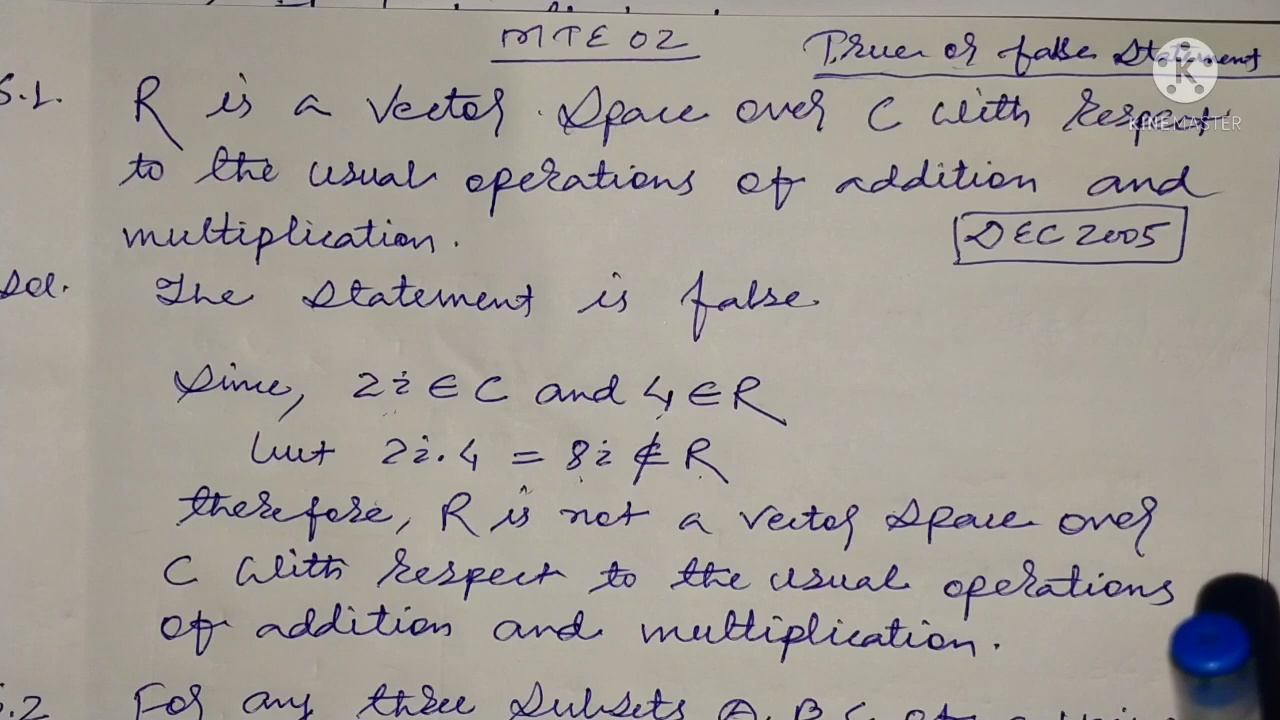 MTE 02 True or false Statement
KINEMASTER
S.1. R is a vector space over C with respect
to the usual operations of addition and
multiplication. DEC 2005
Sol. The statement is false.
Since, 2i ∈ C and 4 ∈ R
but 2i.4 = 8i ∉ R
therefore, R is not a vector space over
C with respect to the usual operations
of addition and multiplication.
S.2 For any three subsets A, B, C of a